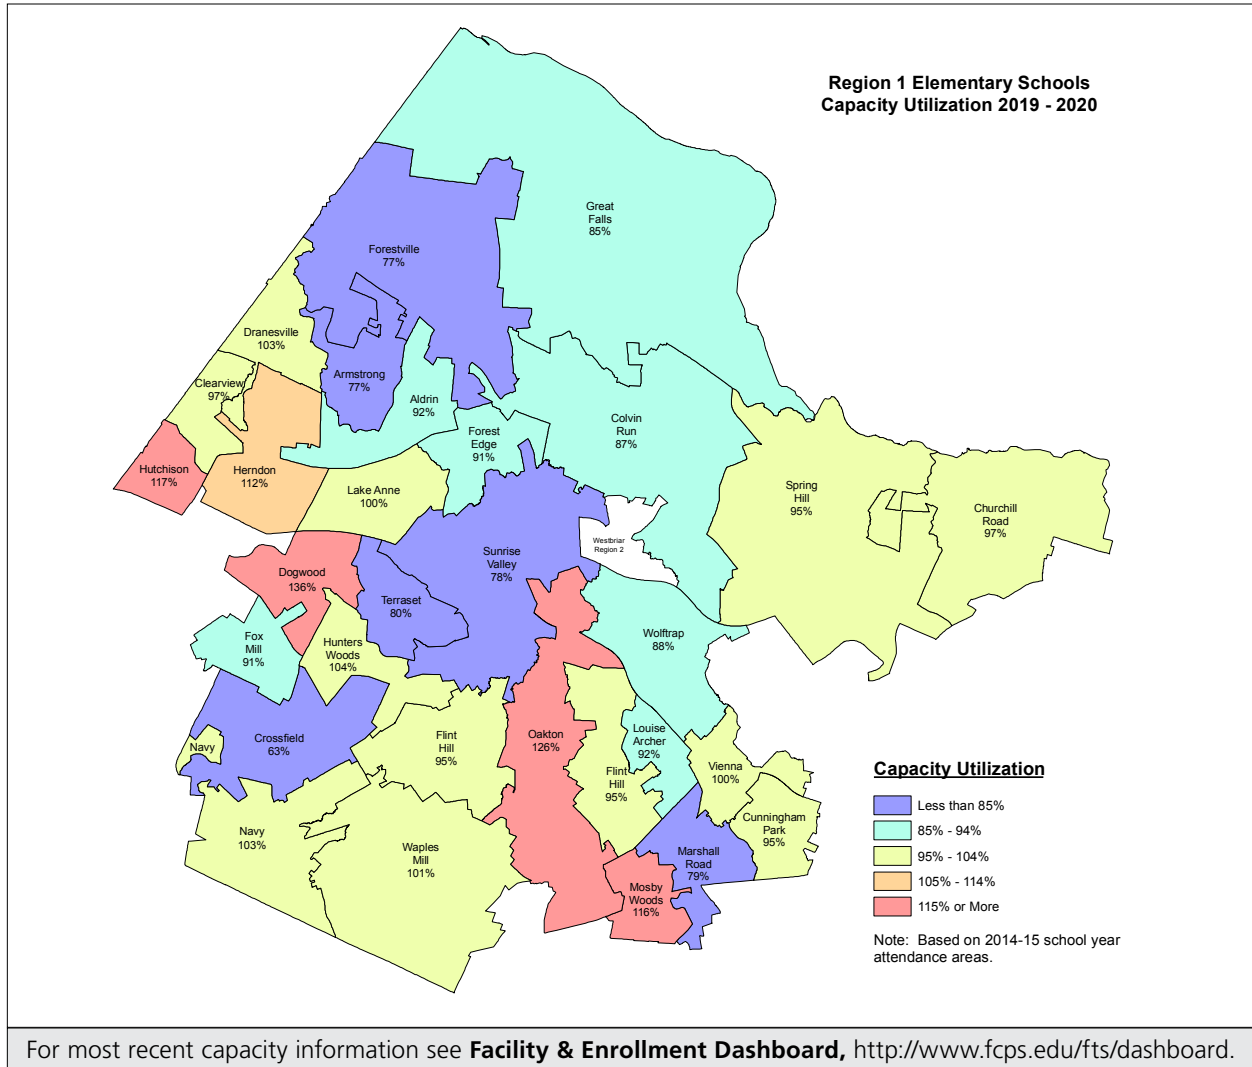 Region 1 Elementary Schools
Capacity Utilization 2019 - 2020
Great
Falls
85%
Forestville
77%
Dranesville
103%
Armstrong
77%
Clearview
97%
Aldrin
92%
Colvin
Run
87%
Forest
Edge
91%
Hutchison
117%
Herndon
112%
Lake Anne
100%
Spring
Hill
95%
Churchill
Road
97%
Westbriar
Region 2
Sunrise
Valley
78%
Dogwood
136%
Terraset
80%
Fox
Mill
91%
Hunters
Woods
104%
Wolftrap
88%
Crossfield
63%
Navy
Flint
Hill
95%
Oakton
126%
Louise
Archer
92%
Flint
Hill
95%
Vienna
100%
Cunningham
Park
95%
Navy
103%
Waples
Mill
101%
Marshall
Road
79%
Mosby
Woods
116%
Capacity Utilization
Less than 85%
85% - 94%
95% - 104%
105% - 114%
115% or More
Note: Based on 2014-15 school year
attendance areas.
For most recent capacity information see Facility & Enrollment Dashboard, http://www.fcps.edu/fts/dashboard.